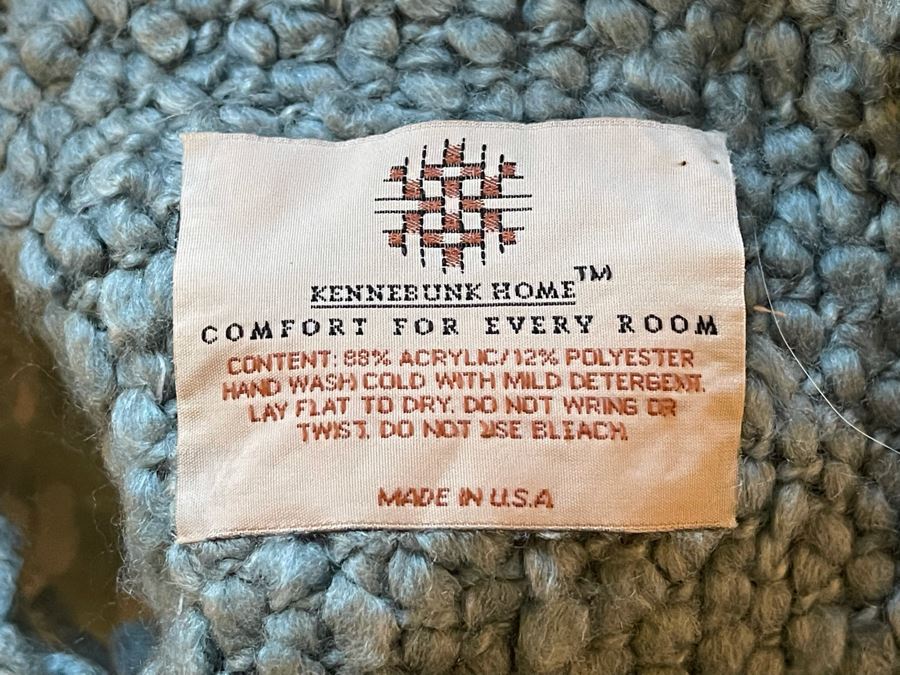 KENNEBUNK HOME™
COMFORT FOR EVERY ROOM
CONTENT: 88% ACRYLIC/12% POLYESTER
HAND WASH COLD WITH MILD DETERGENT.
LAY FLAT TO DRY. DO NOT WRING OR
TWIST. DO NOT USE BLEACH.
MADE IN U.S.A